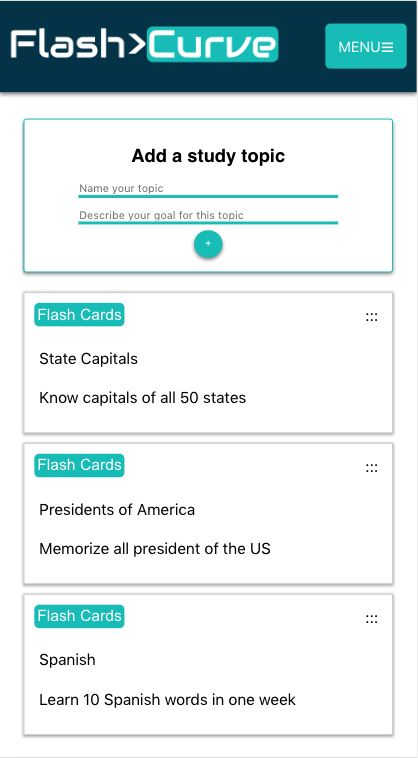 Flash>Curve
MENU☰
Add a study topic
Name your topic
Describe your goal for this topic
+
Flash Cards
:::
State Capitals
Know capitals of all 50 states
Flash Cards
:::
Presidents of America
Memorize all president of the US
Flash Cards
:::
Spanish
Learn 10 Spanish words in one week